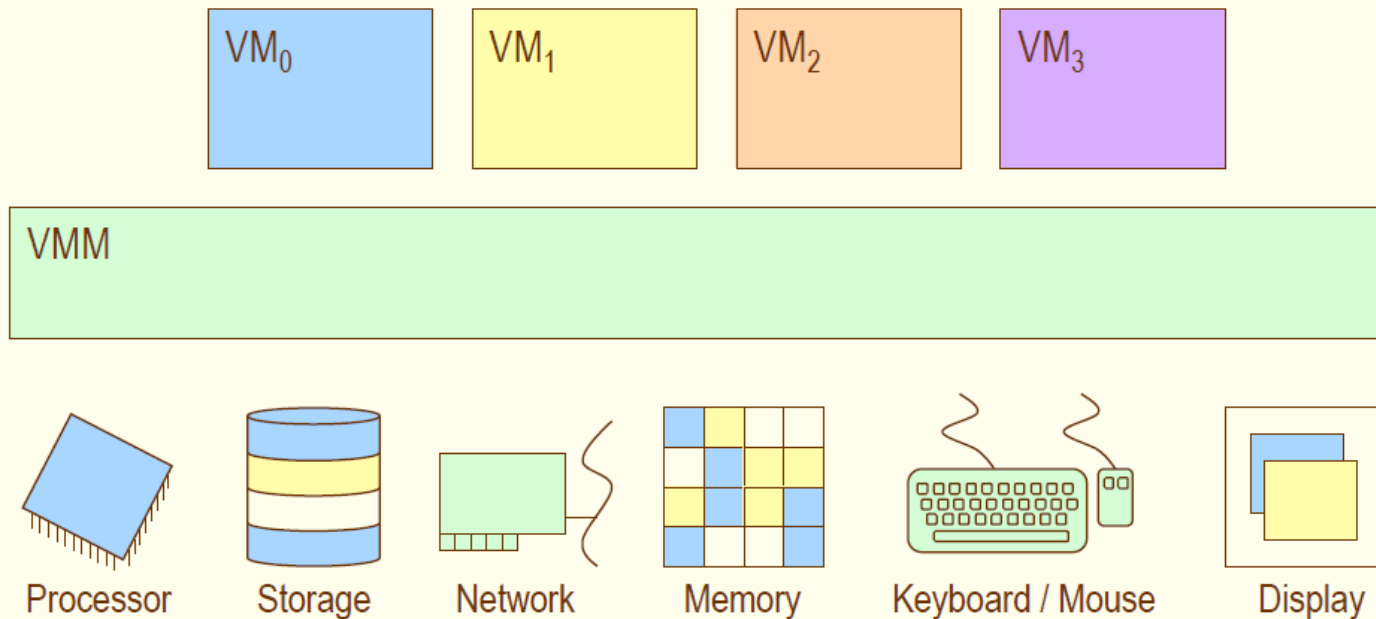 VM₀ VM₁ VM₂ VM₃
VMM
Processor Storage Network Memory Keyboard / Mouse Display